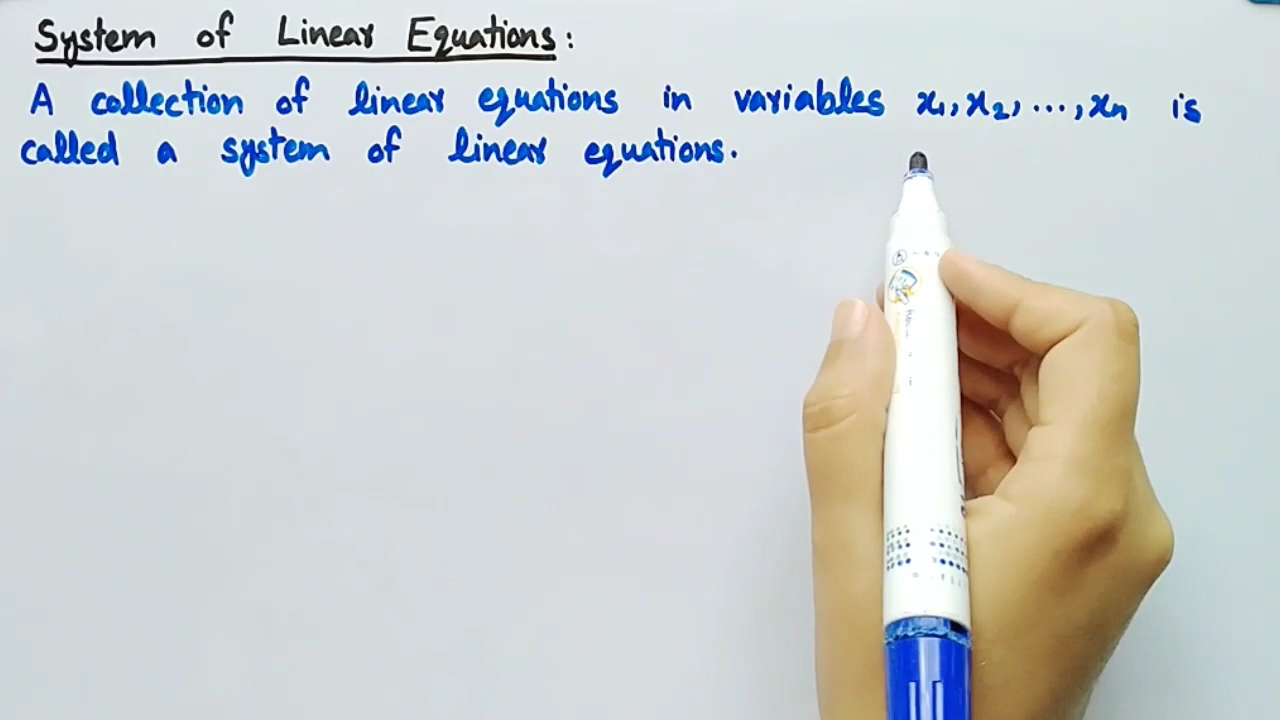 System of Linear Equations:
A collection of linear equations in variables x₁, x₂, ..., xₙ is
called a system of linear equations.